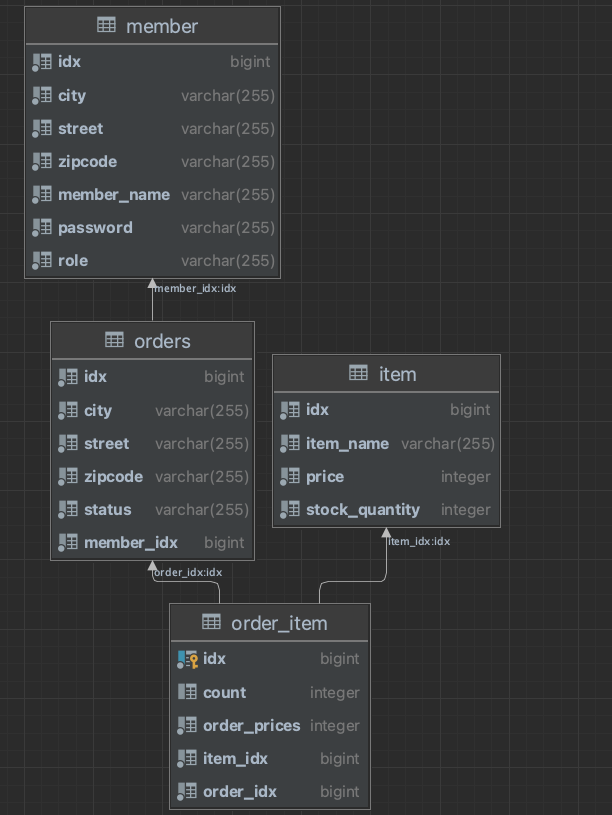 member
idx bigint
city varchar(255)
street varchar(255)
zipcode varchar(255)
member_name varchar(255)
password varchar(255)
role varchar(255)
member_idx:idx
orders
idx bigint
city varchar(255)
street varchar(255)
zipcode varchar(255)
status varchar(255)
member_idx bigint
item
idx bigint
item_name varchar(255)
price integer
stock_quantity integer
order_idx:idx
item_idx:idx
order_item
idx bigint
count integer
order_prices integer
item_idx bigint
order_idx bigint